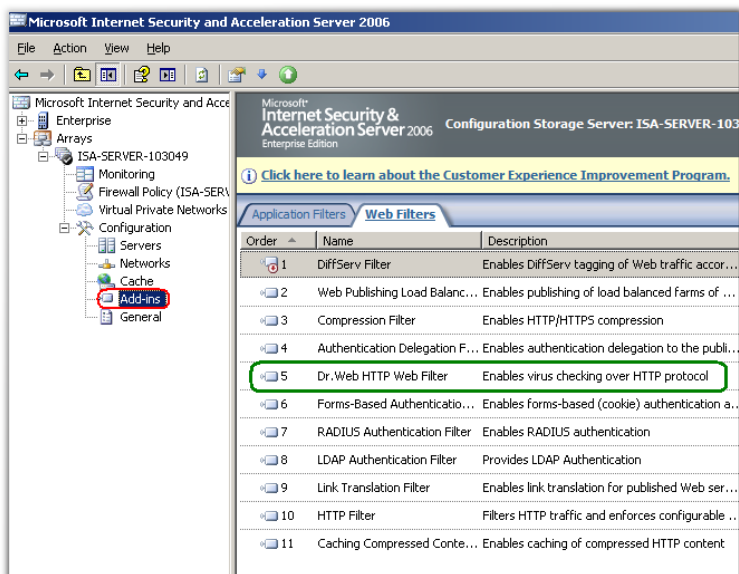 Microsoft Internet Security and Acceleration Server 2006
File Action View Help
Microsoft Internet Security and Acce
Enterprise
Arrays
ISA-SERVER-103049
Monitoring
Firewall Policy (ISA-SERV
Virtual Private Networks
Configuration
Servers
Networks
Cache
Add-ins
General
Microsoft
Internet Security &
Acceleration Server 2006
Enterprise Edition
Configuration Storage Server: ISA-SERVER-103
Click here to learn about the Customer Experience Improvement Program.
Application Filters Web Filters
Order Name Description
1 DiffServ Filter Enables DiffServ tagging of Web traffic accor...
2 Web Publishing Load Balanc... Enables publishing of load balanced farms of ...
3 Compression Filter Enables HTTP/HTTPS compression
4 Authentication Delegation F... Enables authentication delegation to the publi...
5 Dr.Web HTTP Web Filter Enables virus checking over HTTP protocol
6 Forms-Based Authenticatio... Enables forms-based (cookie) authentication a..
7 RADIUS Authentication Filter Enables RADIUS authentication
8 LDAP Authentication Filter Provides LDAP Authentication
9 Link Translation Filter Enables link translation for published Web ser...
10 HTTP Filter Filters HTTP traffic and enforces configurable ..
11 Caching Compressed Conte... Enables caching of compressed HTTP content